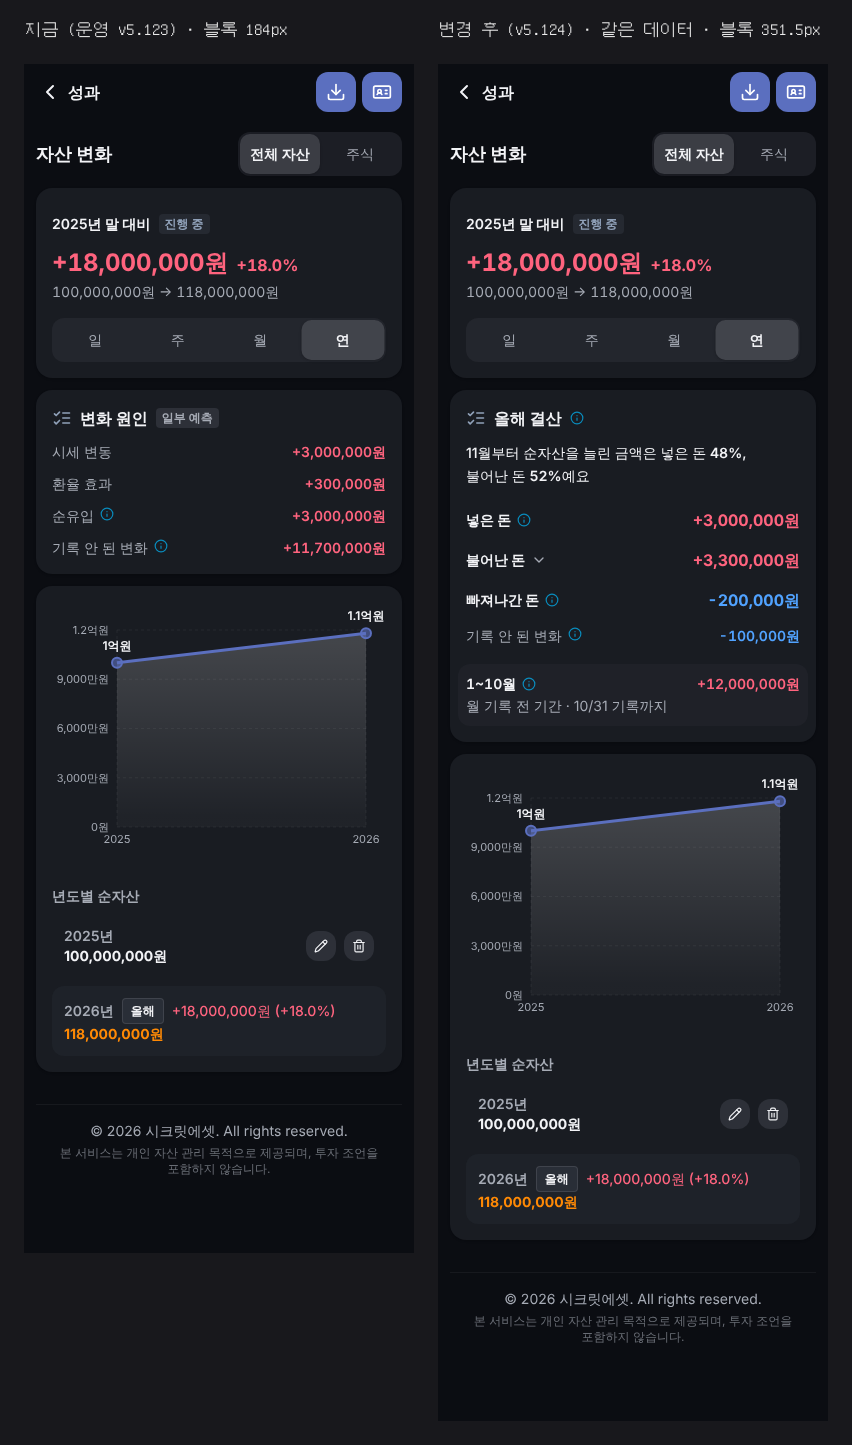 지금 (운영 v5.123) · 블록 184px
성과
자산 변화
전체 자산 주식
2025년 말 대비 진행 중
+18,000,000원 +18.0%
100,000,000원 → 118,000,000원
일 주 월 연
변화 원인 일부 예측
시세 변동 +3,000,000원
환율 효과 +300,000원
순유입 +3,000,000원
기록 안 된 변화 +11,700,000원
1.1억원
1.2억원
1억원
9,000만원
6,000만원
3,000만원
0원
2025 2026
년도별 순자산
2025년
100,000,000원
2026년 올해 +18,000,000원 (+18.0%)
118,000,000원
© 2026 시크릿에셋. All rights reserved.
본 서비스는 개인 자산 관리 목적으로 제공되며, 투자 조언을
포함하지 않습니다.
변경 후 (v5.124) · 같은 데이터 · 블록 351.5px
성과
자산 변화
전체 자산 주식
2025년 말 대비 진행 중
+18,000,000원 +18.0%
100,000,000원 → 118,000,000원
일 주 월 연
올해 결산
11월부터 순자산을 늘린 금액은 넣은 돈 48%,
불어난 돈 52%예요
넣은 돈 +3,000,000원
불어난 돈 +3,300,000원
빠져나간 돈 -200,000원
기록 안 된 변화 -100,000원
1~10월 +12,000,000원
월 기록 전 기간 · 10/31 기록까지
1.1억원
1.2억원
1억원
9,000만원
6,000만원
3,000만원
0원
2025 2026
년도별 순자산
2025년
100,000,000원
2026년 올해 +18,000,000원 (+18.0%)
118,000,000원
© 2026 시크릿에셋. All rights reserved.
본 서비스는 개인 자산 관리 목적으로 제공되며, 투자 조언을
포함하지 않습니다.